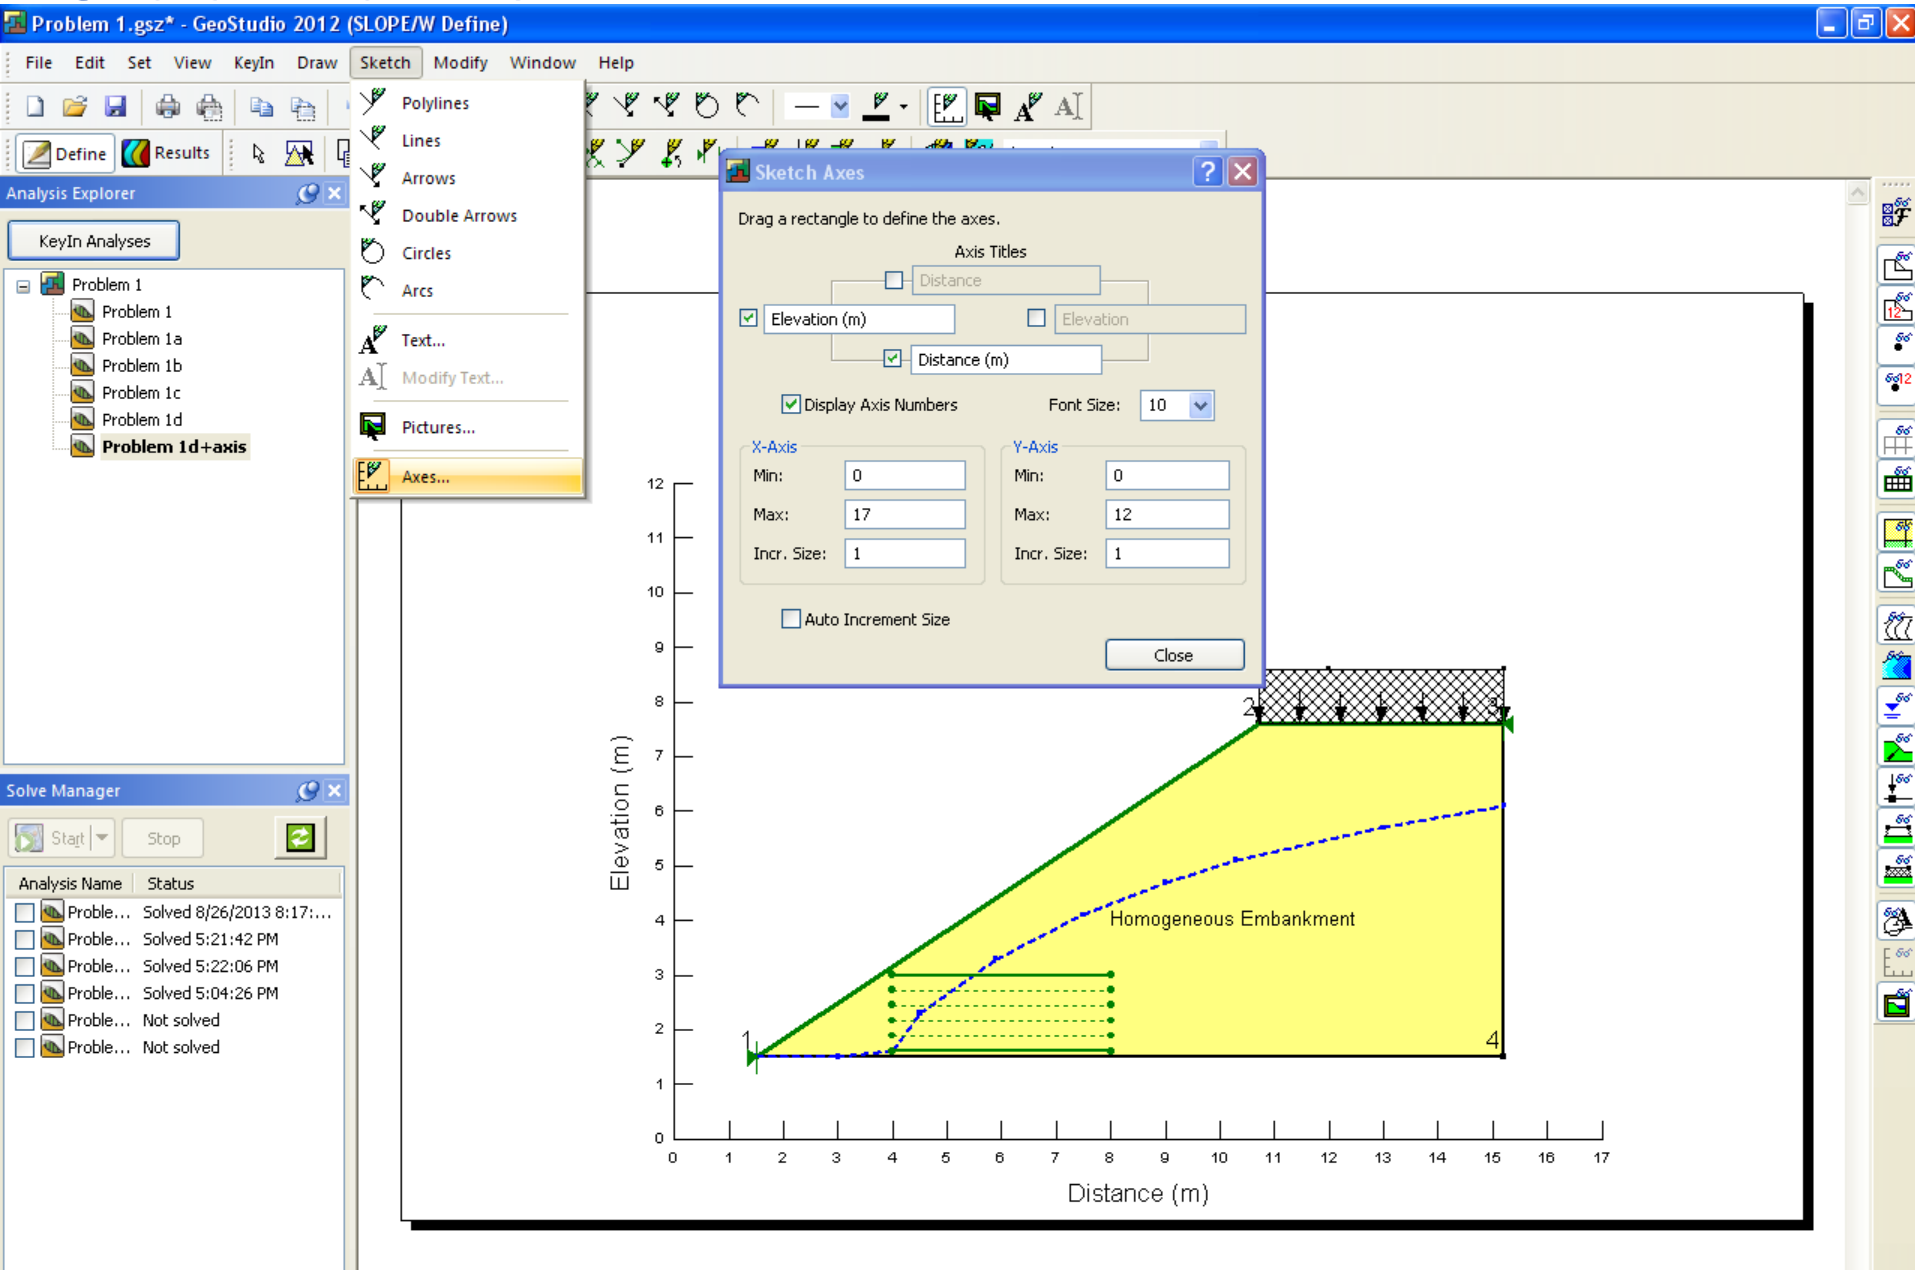 Problem 1.gsz* - GeoStudio 2012 (SLOPE/W Define)
File Edit Set View KeyIn Draw Sketch Modify Window Help
Define Results
Analysis Explorer
KeyIn Analyses
Problem 1
Problem 1
Problem 1a
Problem 1b
Problem 1c
Problem 1d
Problem 1d+axis
Solve Manager
Start Stop
Analysis Name Status
Proble... Solved 8/26/2013 8:17:...
Proble... Solved 5:21:42 PM
Proble... Solved 5:22:06 PM
Proble... Solved 5:04:26 PM
Proble... Not solved
Proble... Not solved
Polylines
Lines
Arrows
Double Arrows
Circles
Arcs
Text...
Modify Text...
Pictures...
Axes...
Sketch Axes
Drag a rectangle to define the axes.
Axis Titles
Distance
Elevation (m) Elevation
Distance (m)
Display Axis Numbers Font Size: 10
X-Axis Y-Axis
Min: 0 Min: 0
Max: 17 Max: 12
Incr. Size: 1 Incr. Size: 1
Auto Increment Size
Close
12
11
10
9
8
7
6
5
4
3
2
1
0
Elevation (m)
2 3
Homogeneous Embankment
1 4
0 1 2 3 4 5 6 7 8 9 10 11 12 13 14 15 16 17
Distance (m)